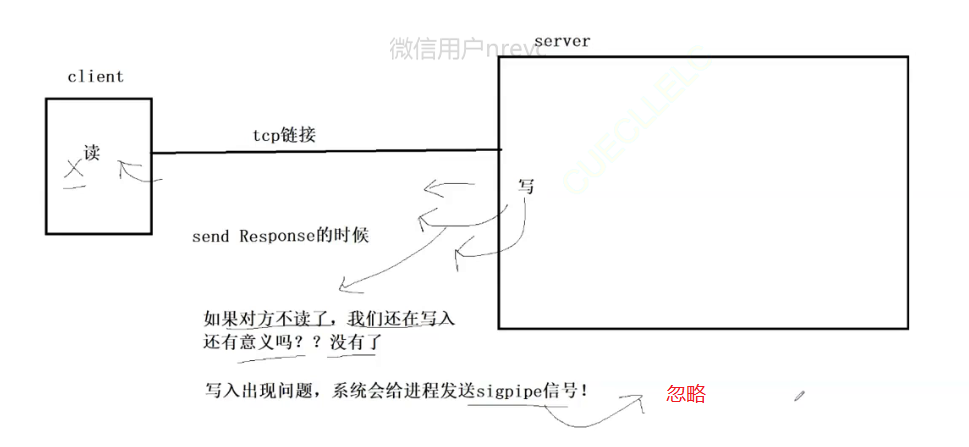 微信用户nrev
server
client
tcp链接
读
写
send Response的时候
如果对方不读了，我们还在写入
还有意义吗？？没有了
写入出现问题，系统会给进程发送sigpipe信号！
忽略